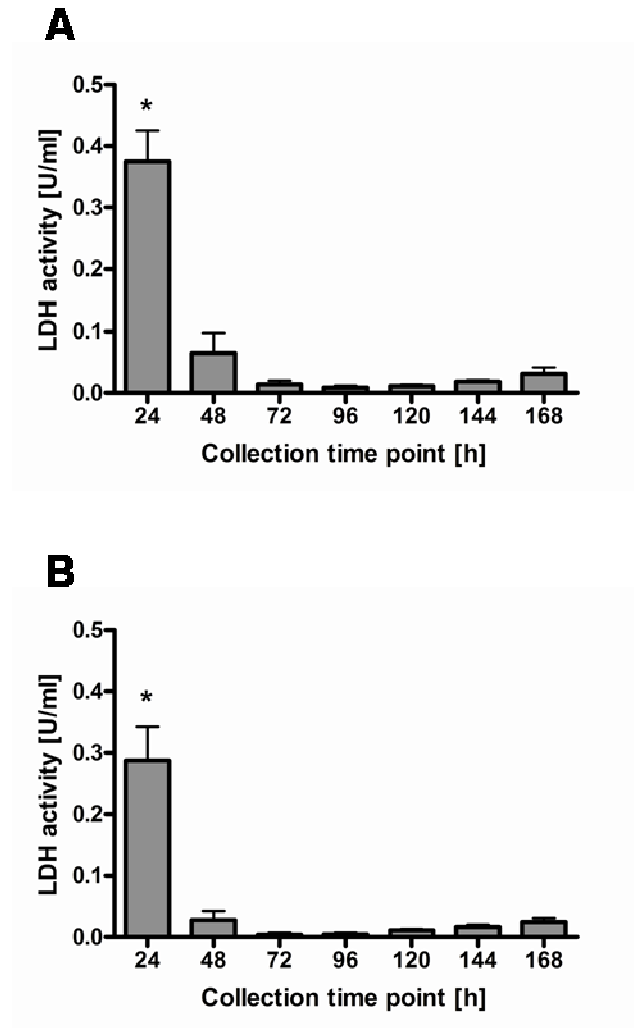 A
0.5
*
0.4
0.3
0.2
0.1
0.0
LDH activity [U/ml]
24 48 72 96 120 144 168
Collection time point [h]
B
0.5
0.4
*
0.3
0.2
0.1
0.0
LDH activity [U/ml]
24 48 72 96 120 144 168
Collection time point [h]